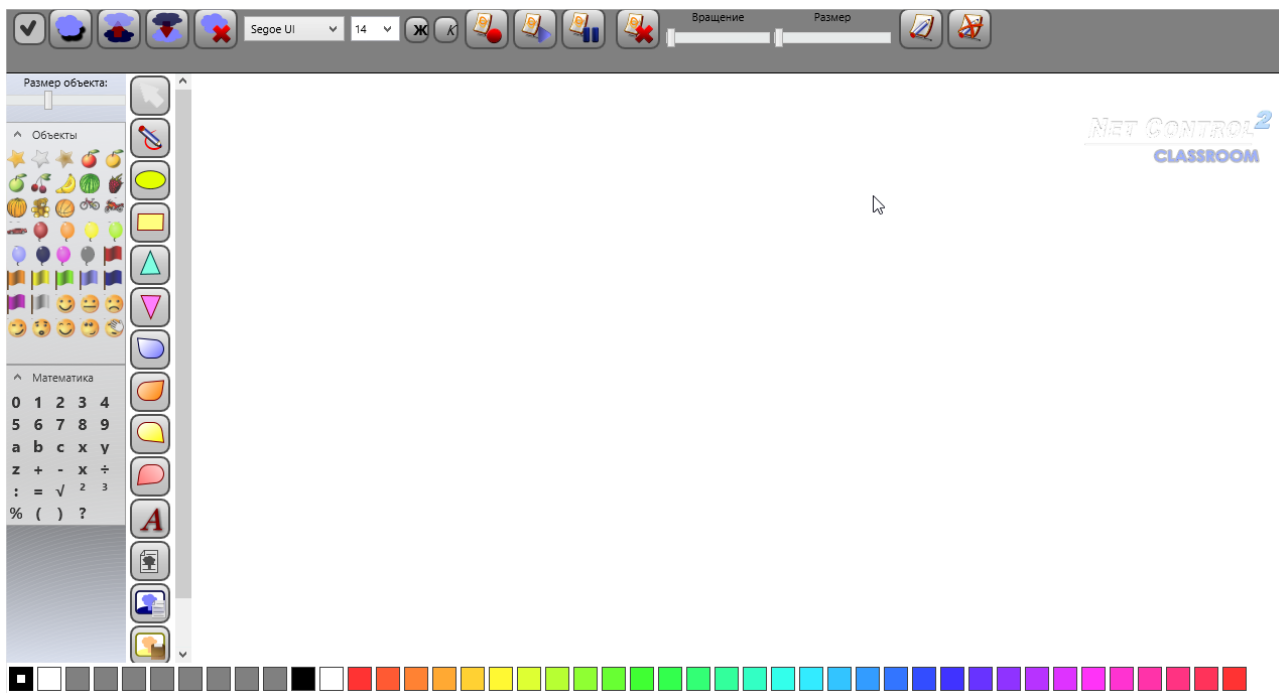 Segoe UI
14
Ж
К
Вращение
Размер
Размер объекта:
Объекты
Математика
0 1 2 3 4
5 6 7 8 9
a b c x y
z + - x ÷
: = √ ² ³
% ( ) ?
A
NET CONTROL 2
CLASSROOM